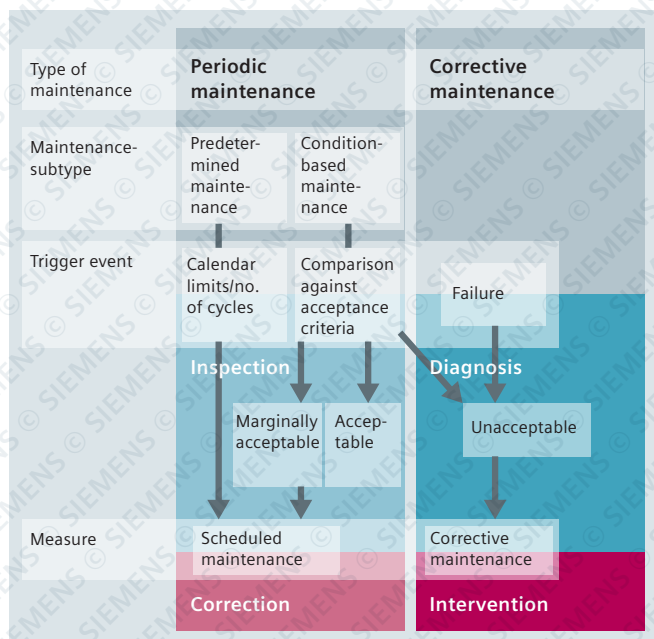 Type of
maintenance
Periodic
maintenance
Corrective
maintenance
Maintenance-
subtype
Predeter-
mined
mainte-
nance
Condition-
based
mainte-
nance
Trigger event
Calendar
limits/no.
of cycles
Comparison
against
acceptance
criteria
Failure
Inspection
Diagnosis
Marginally
acceptable
Accep-
table
Unacceptable
Measure
Scheduled
maintenance
Corrective
maintenance
Correction
Intervention
© SIEMENS